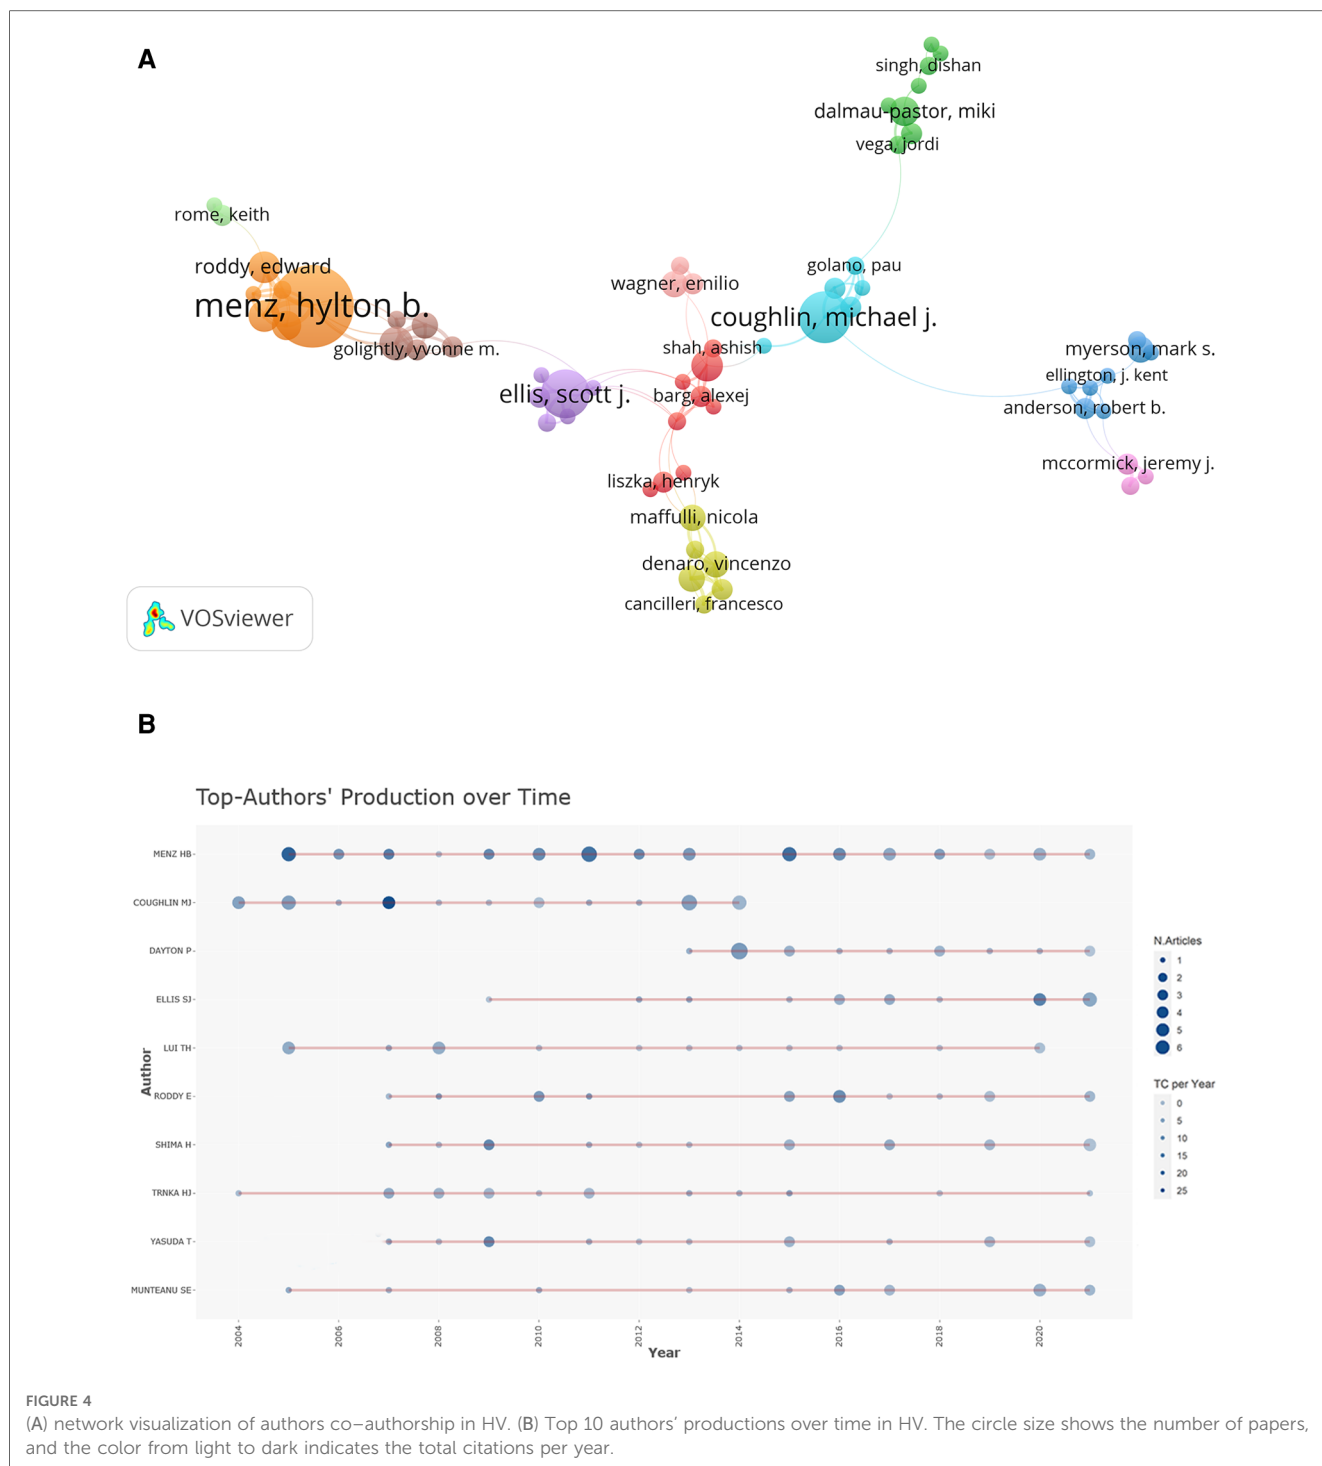 A
singh, dishan
dalmau-pastor, miki
vega, jordi
rome, keith
roddy, edward
menz, hylton b.
golightly, yvonne m.
wagner, emilio
golano, pau
coughlin, michael j.
shah, ashish
ellis, scott j.
barg, alexej
myerson, mark s.
ellington, j. kent
anderson, robert b.
mccormick, jeremy j.
liszka, henryk
maffulli, nicola
denaro, vincenzo
cancilleri, francesco
VOSviewer
B
Top-Authors' Production over Time
Author
MENZ HB
COUGHLIN MJ
DAYTON P
ELLIS SJ
LUI TH
RODDY E
SHIMA H
TRNKA HJ
YASUDA T
MUNTEANU SE
2004
2006
2008
2010
2012
2014
2016
2018
2020
Year
N.Articles
1
2
3
4
5
6
TC per Year
0
5
10
15
20
25
FIGURE 4
(A) network visualization of authors co–authorship in HV. (B) Top 10 authors’ productions over time in HV. The circle size shows the number of papers,
and the color from light to dark indicates the total citations per year.